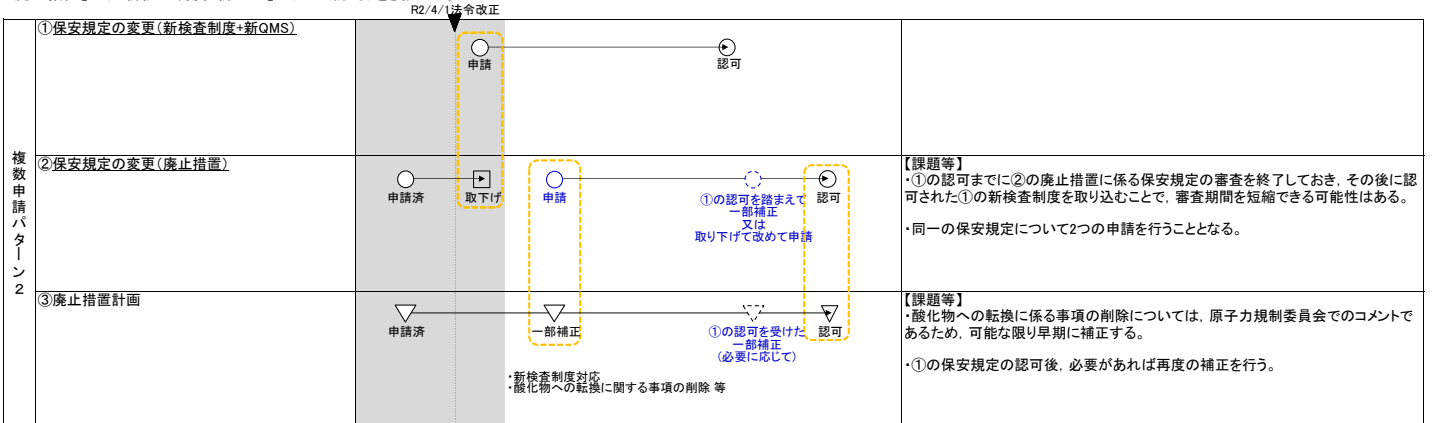 R2/4/1法令改正
複数申請パターン2
①保安規定の変更(新検査制度+新QMS)
申請
認可
②保安規定の変更(廃止措置)
申請済
取下げ
申請
①の認可を踏まえて
一部補正
又は
取り下げて改めて申請
認可
【課題等】
・①の認可までに②の廃止措置に係る保安規定の審査を終了しておき,その後に認
可された①の新検査制度を取り込むことで,審査期間を短縮できる可能性はある。
・同一の保安規定について2つの申請を行うこととなる。
③廃止措置計画
申請済
一部補正
①の認可を受けた
一部補正
(必要に応じて)
認可
・新検査制度対応
・酸化物への転換に関する事項の削除 等
【課題等】
・酸化物への転換に係る事項の削除については,原子力規制委員会でのコメントで
あるため,可能な限り早期に補正する。
・①の保安規定の認可後,必要があれば再度の補正を行う。